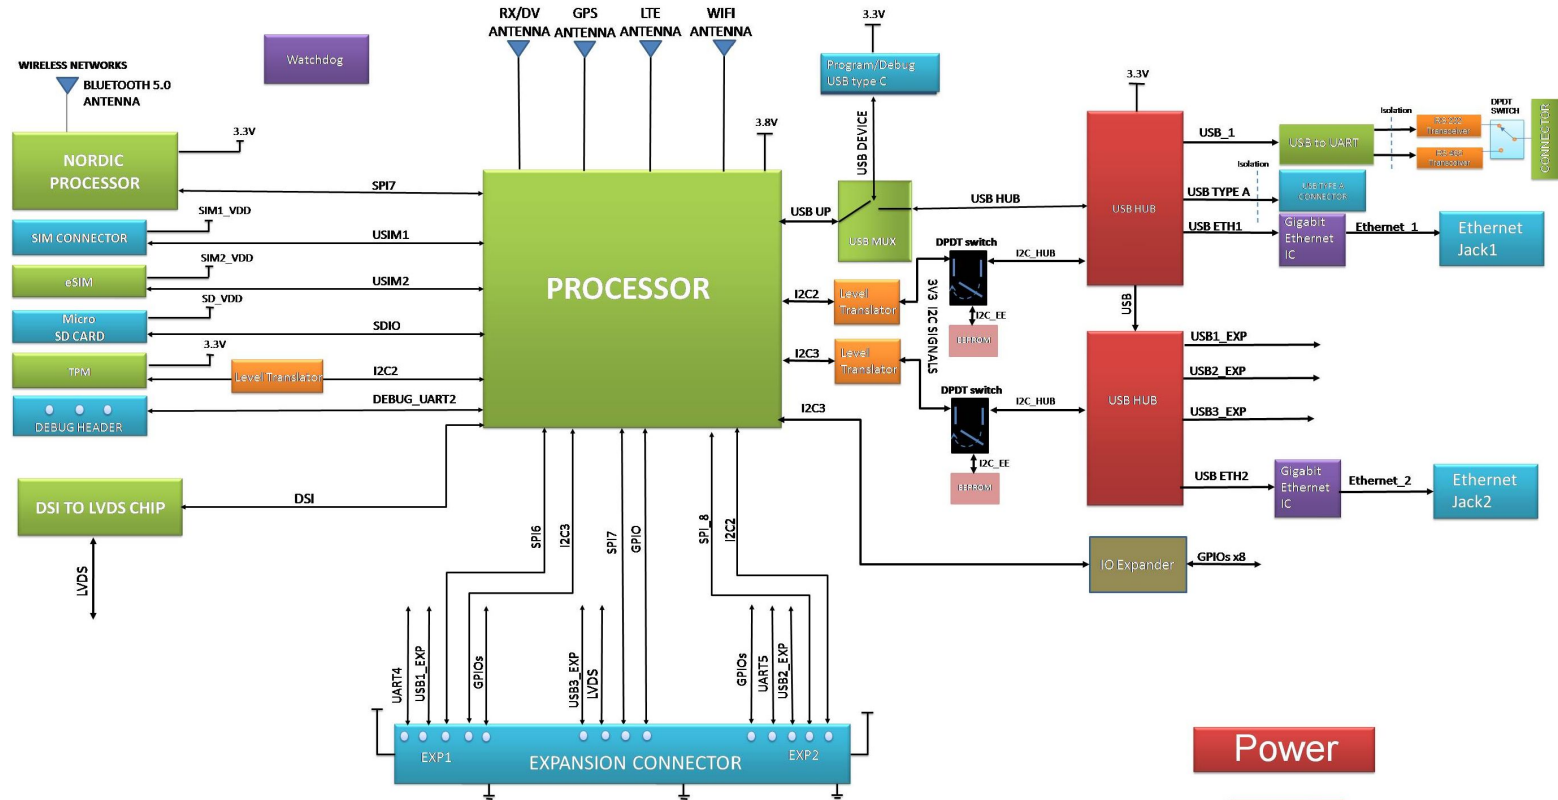 RX/DV
ANTENNA
GPS
ANTENNA
LTE
ANTENNA
WIFI
ANTENNA
3.3V
Watchdog
WIRELESS NETWORKS
BLUETOOTH 5.0
ANTENNA
Program/Debug
USB type C
3.3V
NORDIC
PROCESSOR
3.3V
3.8V
USB DEVICE
USB_1
USB to UART
Isolation
Transceiver
Transceiver
DPDT
SWITCH
CONNECTOR
SPI7
SIM CONNECTOR
SIM1_VDD
USIM1
eSIM
SIM2_VDD
USIM2
Micro
SD CARD
SD_VDD
SDIO
TPM
3.3V
Level Translator
I2C2
DEBUG HEADER
DEBUG_UART2
PROCESSOR
USB UP
USB MUX
USB HUB
USB HUB
Isolation
USB TYPE A
USB TYPE A
CONNECTOR
USB ETH1
Gigabit
Ethernet
IC
Ethernet_1
Ethernet
Jack1
DPDT switch
I2C_HUB
I2C2
Level
Translator
3V3 I2C SIGNALS
I2C_EE
EEPROM
USB
I2C3
Level
Translator
DPDT switch
I2C_HUB
I2C_EE
EEPROM
USB HUB
USB1_EXP
USB2_EXP
USB3_EXP
USB ETH2
Gigabit
Ethernet
IC
Ethernet_2
Ethernet
Jack2
I2C3
IO Expander
GPIOs x8
DSI TO LVDS CHIP
DSI
LVDS
SPI6
I2C3
SPI7
GPIO
SPI_8
I2C2
UART4
USB1_EXP
GPIOs
USB3_EXP
LVDS
GPIOs
UART5
USB2_EXP
EXP1
EXPANSION CONNECTOR
EXP2
Power